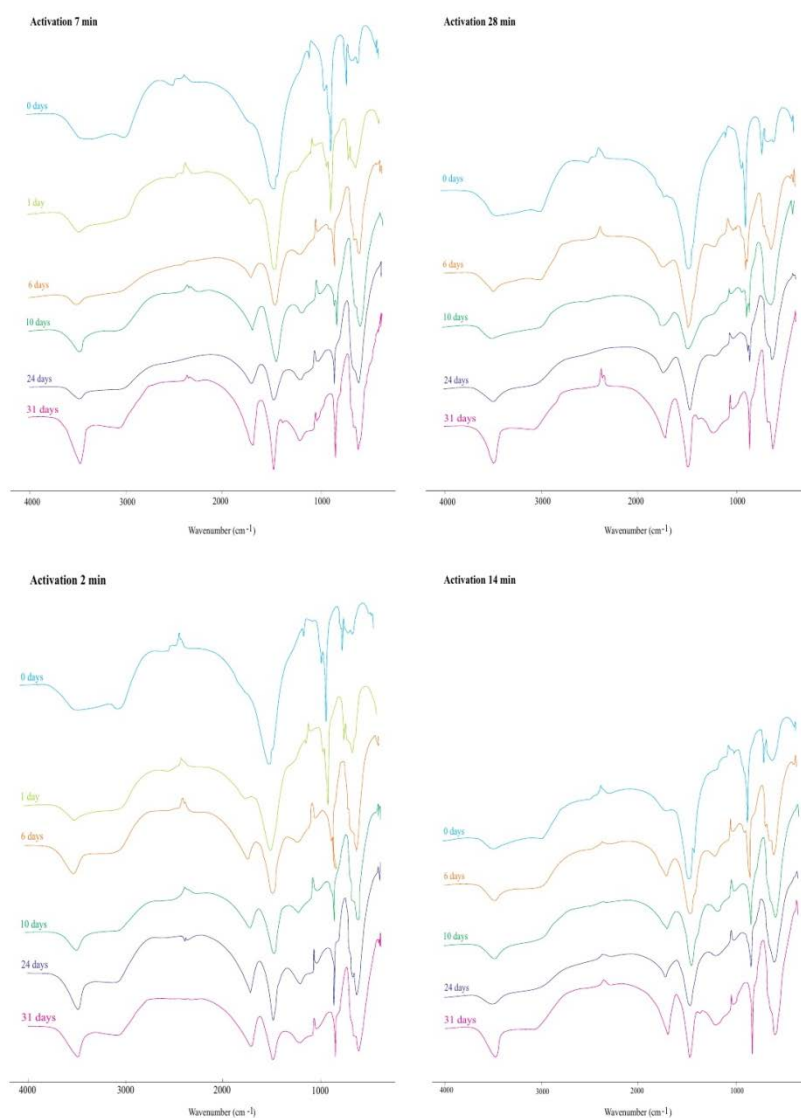 Activation 7 min
0 days
1 day
6 days
10 days
24 days
31 days
4000 3000 2000 1000
Wavenumber (cm-1)
Activation 28 min
0 days
6 days
10 days
24 days
31 days
4000 3000 2000 1000
Wavenumber (cm-1)
Activation 2 min
0 days
1 day
6 days
10 days
24 days
31 days
4000 3000 2000 1000
Wavenumber (cm-1)
Activation 14 min
0 days
6 days
10 days
24 days
31 days
4000 3000 2000 1000
Wavenumber (cm-1)